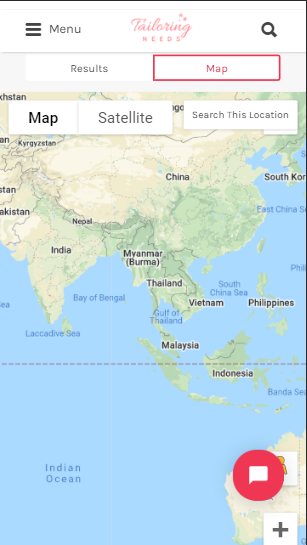 Menu
Tailoring
NEEDS
Results
Map
Map
Satellite
Search This Location
Kyrgyzstan
China
South Kor
East China Sea
Nepal
India
Myanmar
(Burma)
Thailand
Bay of Bengal
South
China Sea
Vietnam
Philippines
Gulf of
Thailand
Laccadive Sea
Malaysia
Indonesia
Banda Sea
Indian
Ocean